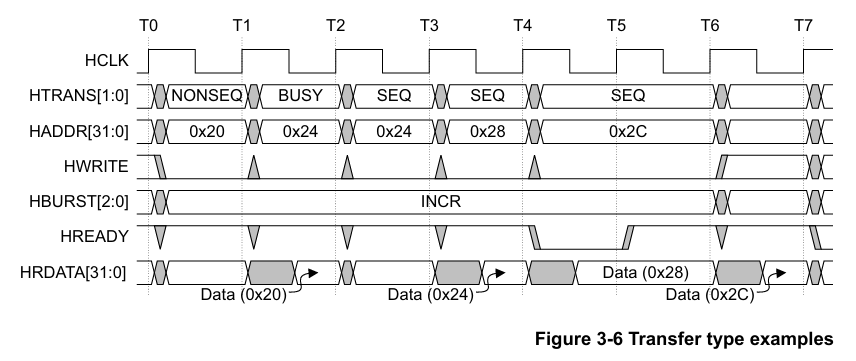 T0 T1 T2 T3 T4 T5 T6 T7
HCLK
HTRANS[1:0] NONSEQ BUSY SEQ SEQ SEQ
HADDR[31:0] 0x20 0x24 0x24 0x28 0x2C
HWRITE
HBURST[2:0] INCR
HREADY
HRDATA[31:0] Data (0x28)
Data (0x20) Data (0x24) Data (0x2C)
Figure 3-6 Transfer type examples